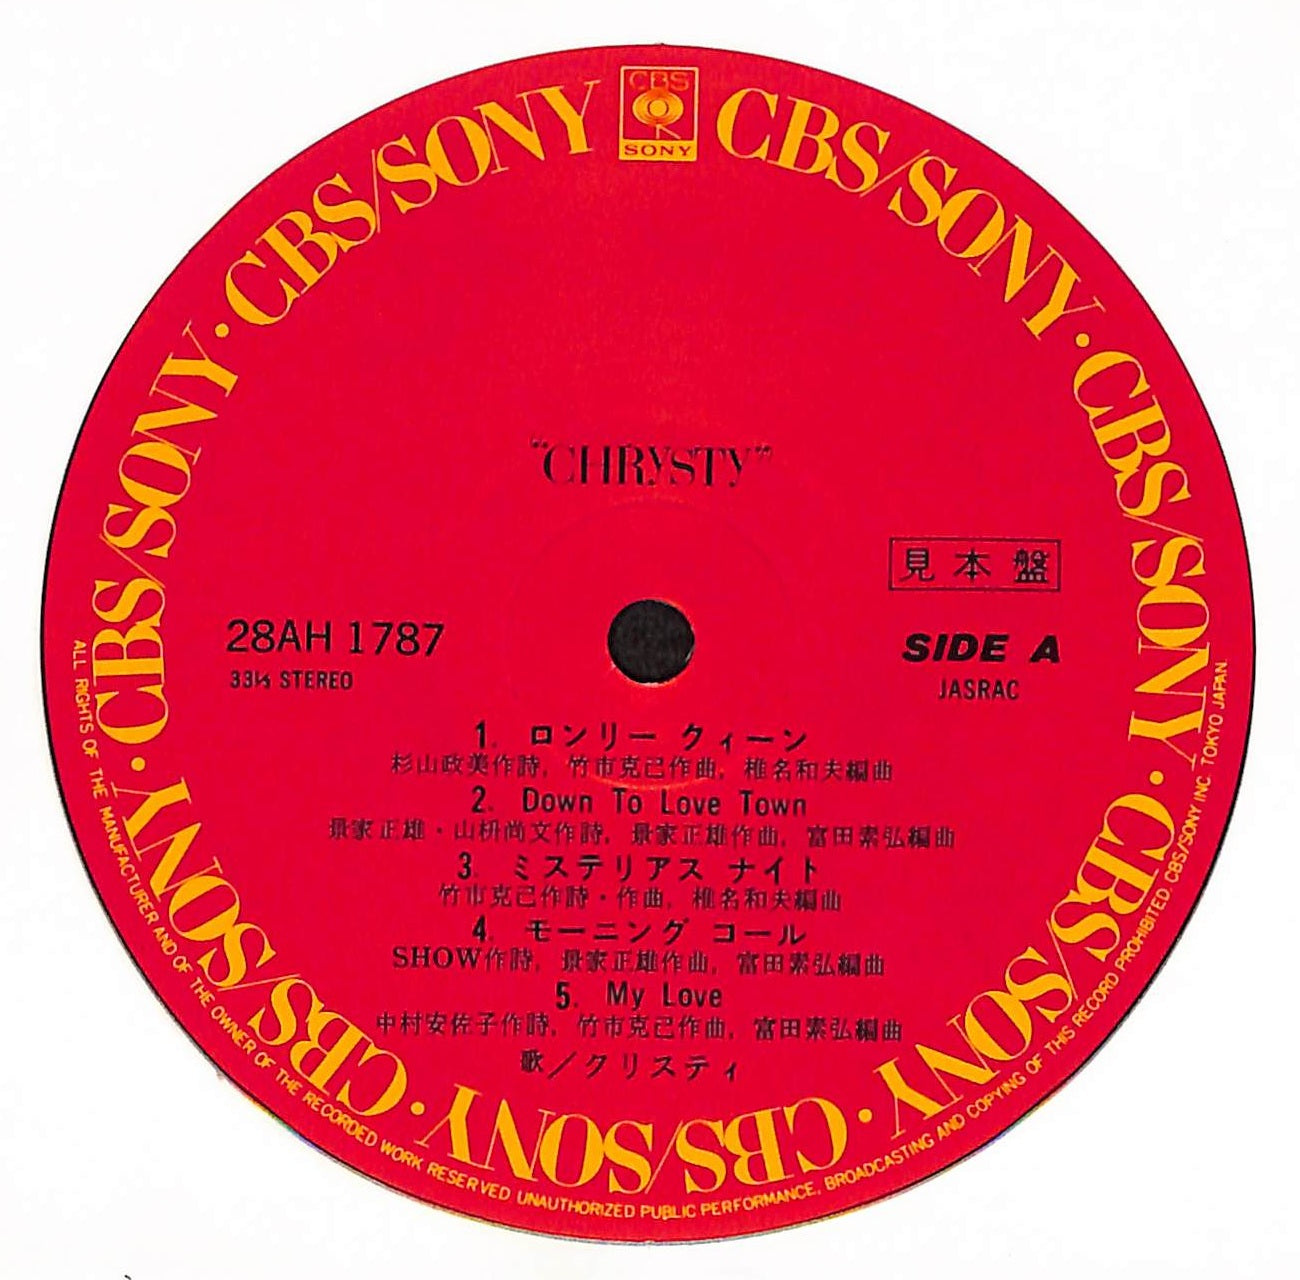 CBS
SONY
CBS/SONY · CBS/SONY · CBS/SONY · CBS/SONY · CBS/SONY · CBS/SONY · CBS/SONY · CBS/SONY
"CHRYSTY"
見本盤
28AH 1787
SIDE A
33⅓ STEREO
JASRAC
1. ロンリー クィーン
杉山政美作詩, 竹市克己作曲, 椎名和夫編曲
2. Down To Love Town
景家正雄・山枡尚文作詩, 景家正雄作曲, 富田素弘編曲
3. ミステリアス ナイト
竹市克己作詩・作曲, 椎名和夫編曲
4. モーニング コール
SHOW作詩, 景家正雄作曲, 富田素弘編曲
5. My Love
中村安佐子作詩, 竹市克己作曲, 富田素弘編曲
歌/クリスティ
ALL RIGHTS OF THE MANUFACTURER AND OF THE OWNER OF THE RECORDED WORK RESERVED UNAUTHORIZED PUBLIC PERFORMANCE, BROADCASTING AND COPYING OF THIS RECORD PROHIBITED. CBS/SONY INC. TOKYO JAPAN.